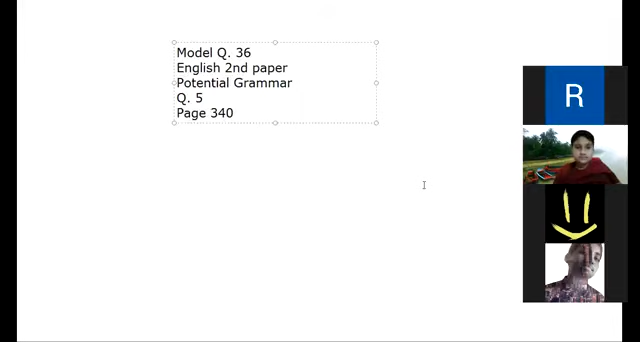 Model Q. 36
English 2nd paper
Potential Grammar
Q. 5
Page 340
R